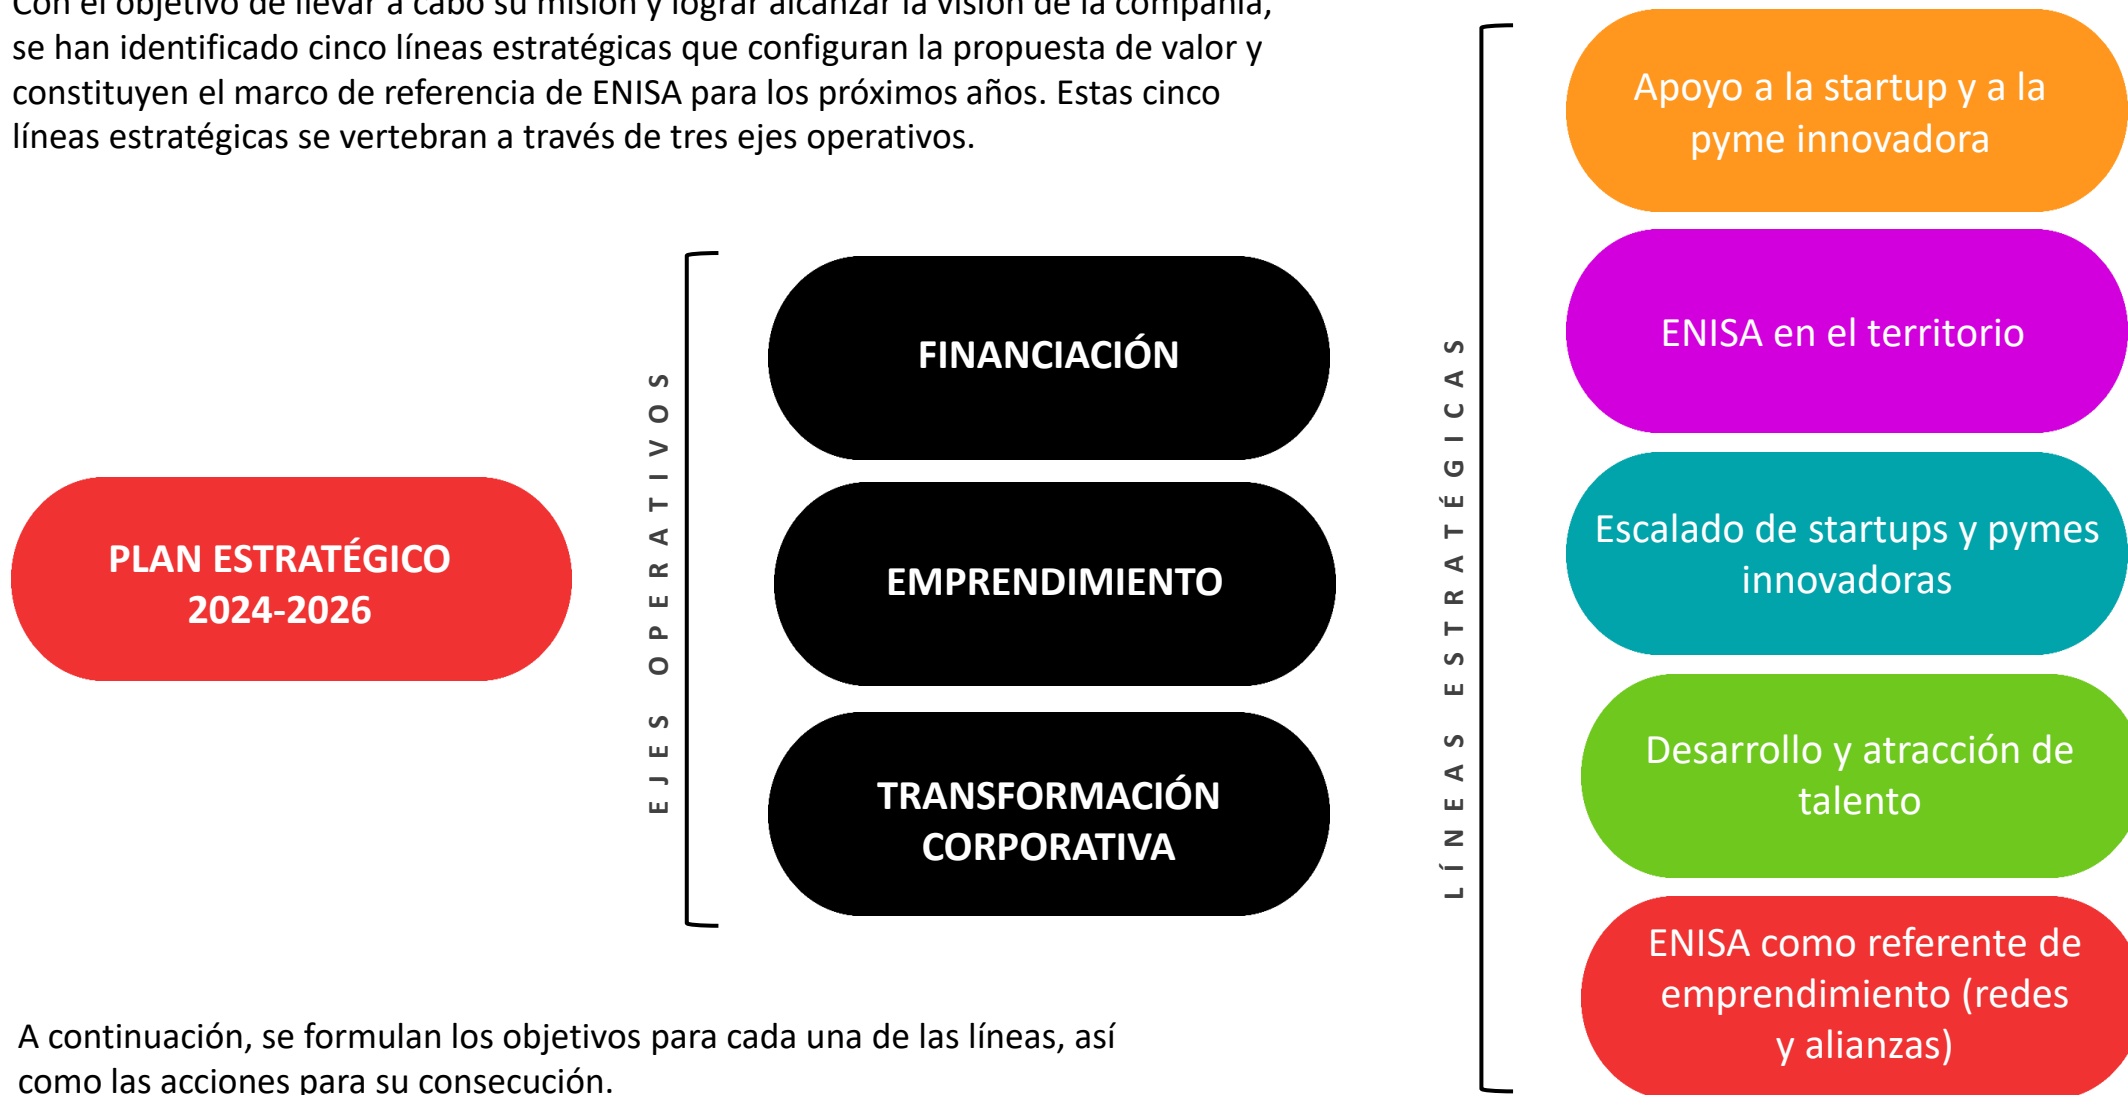 Con el objetivo de llevar a cabo su misión y lograr alcanzar la visión de la compañía,
se han identificado cinco líneas estratégicas que configuran la propuesta de valor y
constituyen el marco de referencia de ENISA para los próximos años. Estas cinco
líneas estratégicas se vertebran a través de tres ejes operativos.
PLAN ESTRATÉGICO
2024-2026
EJES OPERATIVOS
FINANCIACIÓN
EMPRENDIMIENTO
TRANSFORMACIÓN
CORPORATIVA
LÍNEAS ESTRATÉGICAS
Apoyo a la startup y a la
pyme innovadora
ENISA en el territorio
Escalado de startups y pymes
innovadoras
Desarrollo y atracción de
talento
ENISA como referente de
emprendimiento (redes
y alianzas)
A continuación, se formulan los objetivos para cada una de las líneas, así
como las acciones para su consecución.